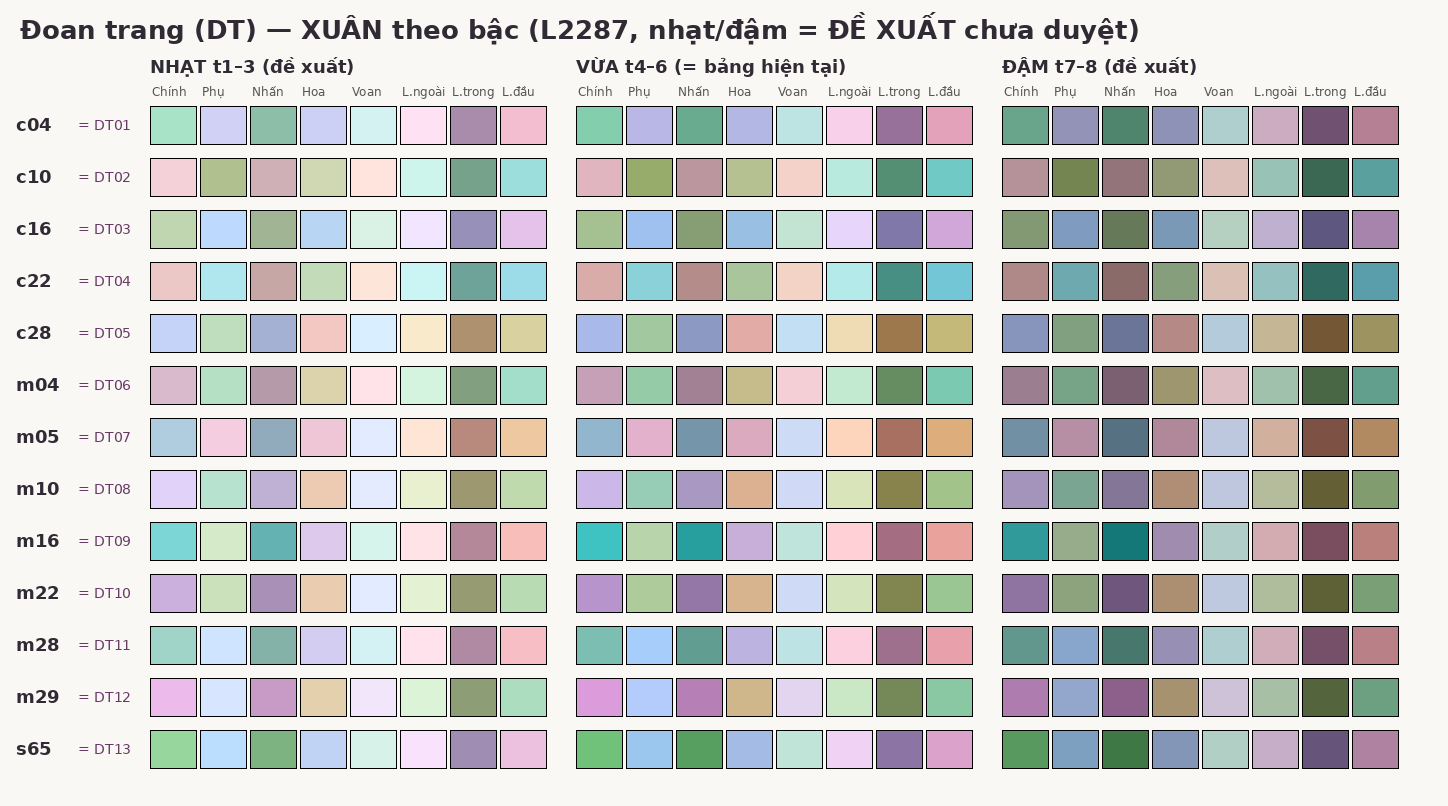 Đoan trang (DT) — XUÂN theo bậc (L2287, nhạt/đậm = ĐỀ XUẤT chưa duyệt)
NHẠT t1–3 (đề xuất) VỪA t4–6 (= bảng hiện tại) ĐẬM t7–8 (đề xuất)
Chính Phụ Nhấn Hoa Voan L.ngoài L.trong L.đầu Chính Phụ Nhấn Hoa Voan L.ngoài L.trong L.đầu Chính Phụ Nhấn Hoa Voan L.ngoài L.trong L.đầu
c04 = DT01
c10 = DT02
c16 = DT03
c22 = DT04
c28 = DT05
m04 = DT06
m05 = DT07
m10 = DT08
m16 = DT09
m22 = DT10
m28 = DT11
m29 = DT12
s65 = DT13